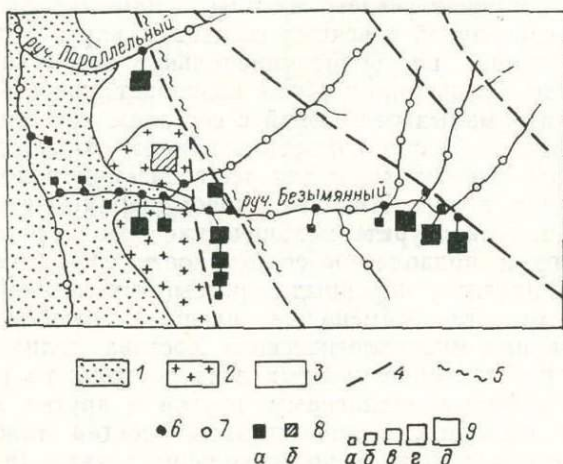 руч. Параллельный
руч. Безымянный
1 2 3 4 5
6 7 8 9
а б а б в г д